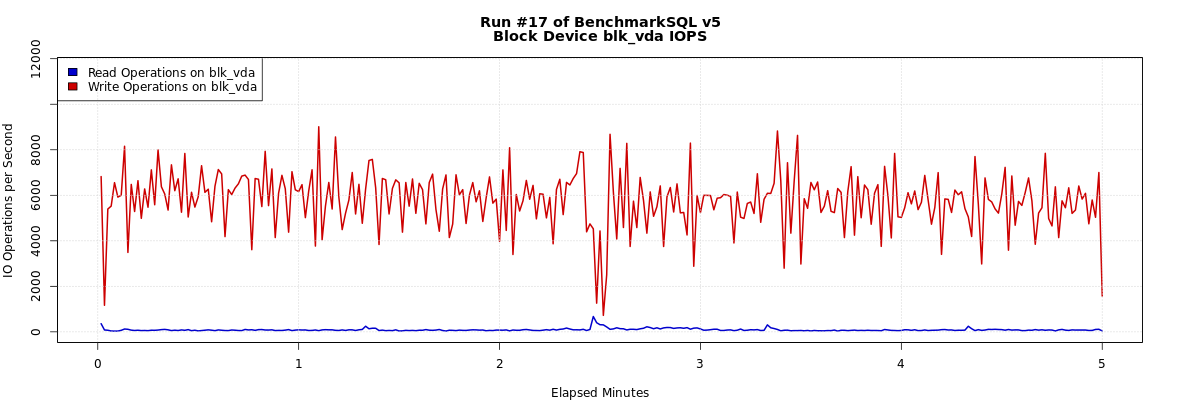 Run #17 of BenchmarkSQL v5
Block Device blk_vda IOPS
12000
8000
6000
4000
2000
0
IO Operations per Second
Read Operations on blk_vda
Write Operations on blk_vda
0 1 2 3 4 5
Elapsed Minutes